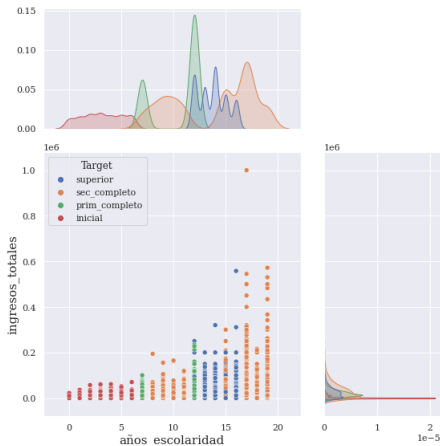 0.15
0.10
0.05
0.00
1e6
1e6
1.0
0.8
0.6
0.4
0.2
0.0
Target
superior
sec_completo
prim_completo
inicial
ingresos_totales
0 5 10 15 20
años_escolaridad
0 1 2
1e−5